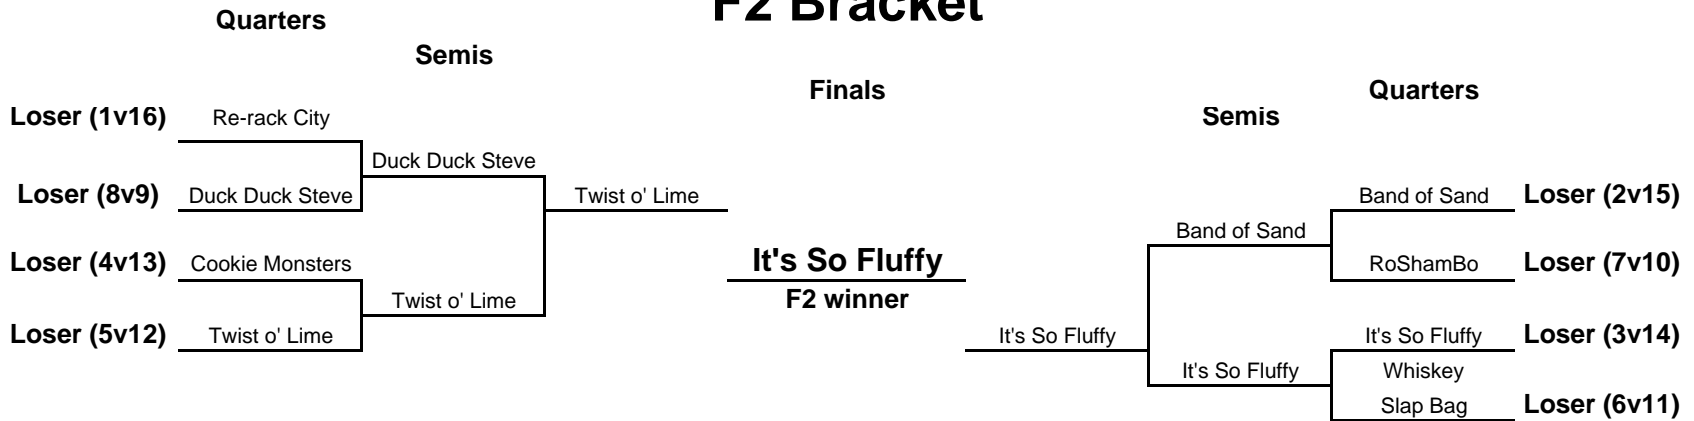 F2 Bracket
Quarters
Semis
Finals
Quarters
Semis
Loser (1v16) Re-rack City
Duck Duck Steve
Loser (8v9) Duck Duck Steve
Twist o' Lime
Band of Sand Loser (2v15)
Band of Sand
Loser (4v13) Cookie Monsters
It's So Fluffy
RoShamBo Loser (7v10)
Twist o' Lime
F2 winner
Loser (5v12) Twist o' Lime
It's So Fluffy
It's So Fluffy Loser (3v14)
It's So Fluffy
Whiskey
Slap Bag Loser (6v11)